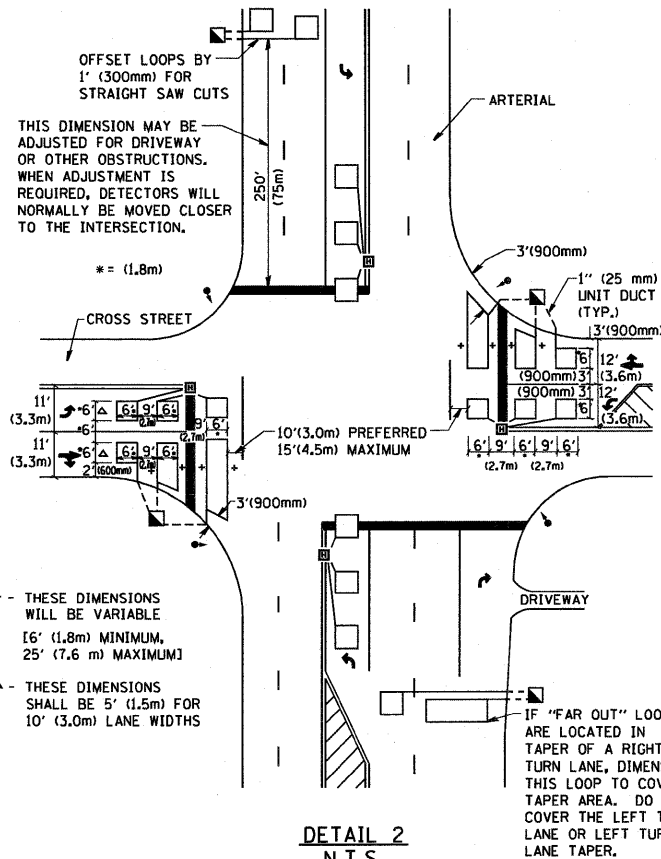 OFFSET LOOPS BY
1' (300mm) FOR
STRAIGHT SAW CUTS
THIS DIMENSION MAY BE
ADJUSTED FOR DRIVEWAY
OR OTHER OBSTRUCTIONS.
WHEN ADJUSTMENT IS
REQUIRED, DETECTORS WILL
NORMALLY BE MOVED CLOSER
TO THE INTERSECTION.
250'
(75m)
* = (1.8m)
ARTERIAL
3'(900mm)
1" (25 mm)
UNIT DUCT
(TYP.)
CROSS STREET
3'(900mm)
6'
12'
(3.6m)
(900mm) 3'
(900mm) 3'
12'
6'
(3.6m)
6' 9' 6' 9' 6'
(2.7m) (2.7m)
11'
(3.3m)
*6'
6' 9' 6'
(2.7m)
*6'
9' 6'
(2.7m)
11'
(3.3m)
*6'
6' 9' 6'
(2.7m)
2' (600mm)
10'(3.0m) PREFERRED
15'(4.5m) MAXIMUM
3'(900mm)
H
H
H
H
- THESE DIMENSIONS
WILL BE VARIABLE
[6' (1.8m) MINIMUM,
25' (7.6 m) MAXIMUM]
- THESE DIMENSIONS
SHALL BE 5' (1.5m) FOR
10' (3.0m) LANE WIDTHS
DRIVEWAY
IF "FAR OUT" LOO
ARE LOCATED IN
TAPER OF A RIGHT
TURN LANE, DIMEN
THIS LOOP TO COV
TAPER AREA. DO
COVER THE LEFT T
LANE OR LEFT TUR
LANE TAPER.
DETAIL 2
N.T.S.